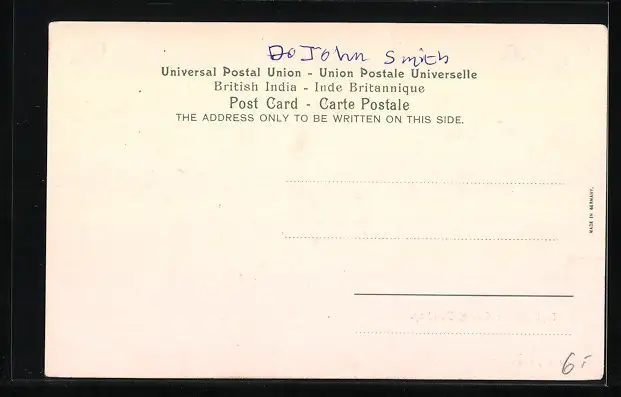 Do John Smith
Universal Postal Union - Union Postale Universelle
British India - Inde Britannique
Post Card - Carte Postale
THE ADDRESS ONLY TO BE WRITTEN ON THIS SIDE.
MADE IN GERMANY.
6-